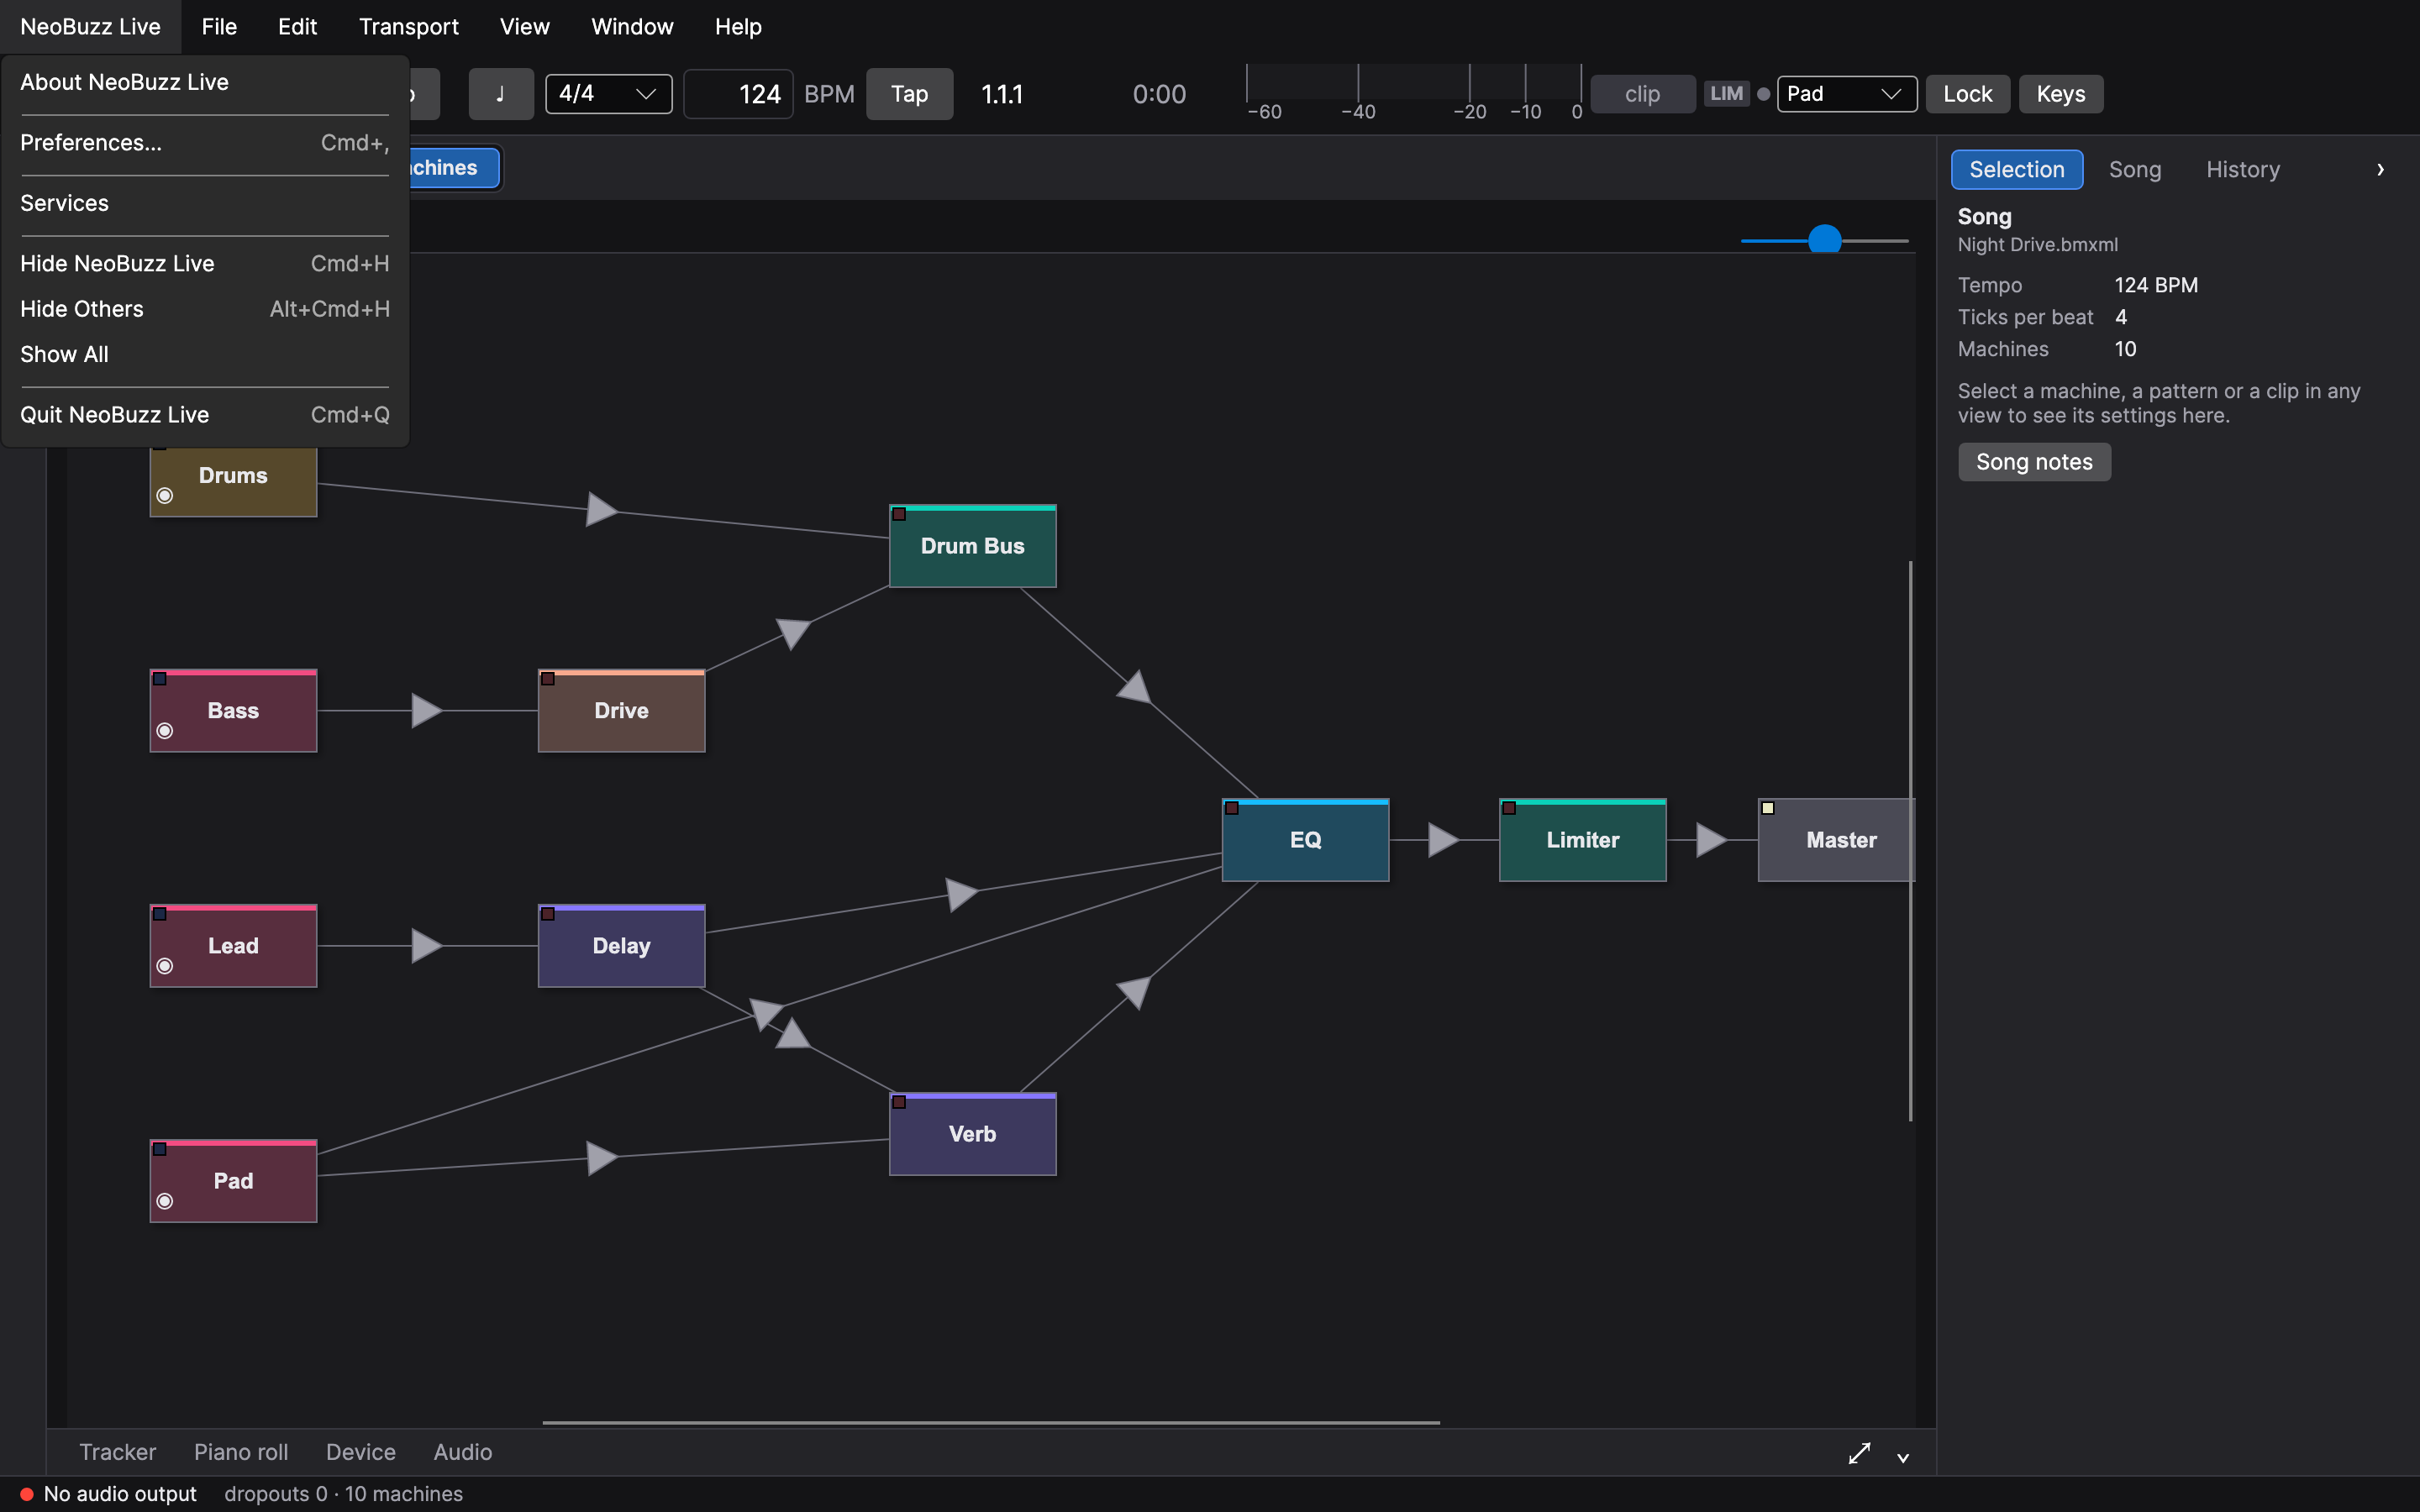 NeoBuzz Live File Edit Transport View Window Help
About NeoBuzz Live
Preferences... Cmd+,
Services
Hide NeoBuzz Live Cmd+H
Hide Others Alt+Cmd+H
Show All
Quit NeoBuzz Live Cmd+Q
4/4 124 BPM Tap 1.1.1 0:00
-60 -40 -20 -10 0
clip LIM Pad Lock Keys
Selection Song History
Song
Night Drive.bmxml
Tempo 124 BPM
Ticks per beat 4
Machines 10
Select a machine, a pattern or a clip in any
view to see its settings here.
Song notes
Drums
Drum Bus
Bass
Drive
EQ
Limiter
Master
Lead
Delay
Verb
Pad
Tracker Piano roll Device Audio
No audio output dropouts 0 · 10 machines